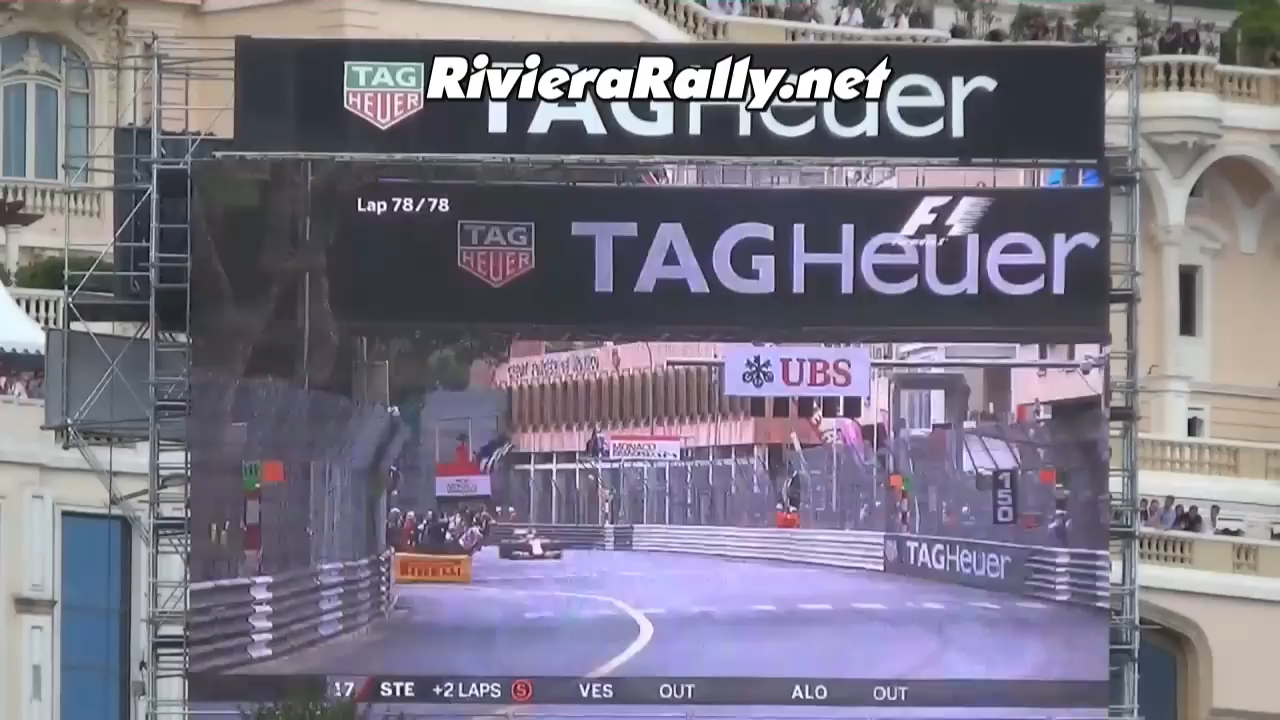 RivieraRally.net
TAG
HEUER
TAGHeuer
Lap 78/78
F1
TAG
HEUER
TAGHeuer
UBS
MONACO
150
TAGHeuer
PIRELLI
17 STE +2 LAPS S VES OUT ALO OUT